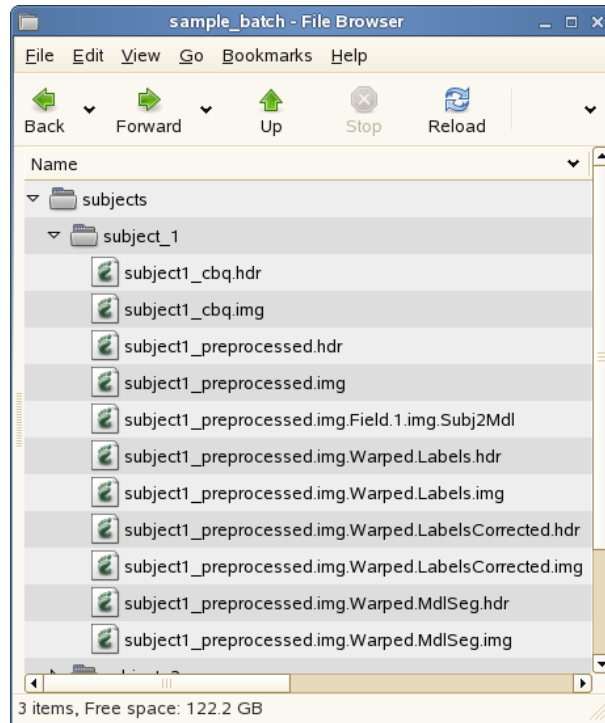 sample_batch - File Browser
File Edit View Go Bookmarks Help
Back Forward Up Stop Reload
Name
subjects
subject_1
subject1_cbq.hdr
subject1_cbq.img
subject1_preprocessed.hdr
subject1_preprocessed.img
subject1_preprocessed.img.Field.1.img.Subj2Mdl
subject1_preprocessed.img.Warped.Labels.hdr
subject1_preprocessed.img.Warped.Labels.img
subject1_preprocessed.img.Warped.LabelsCorrected.hdr
subject1_preprocessed.img.Warped.LabelsCorrected.img
subject1_preprocessed.img.Warped.MdlSeg.hdr
subject1_preprocessed.img.Warped.MdlSeg.img
3 items, Free space: 122.2 GB